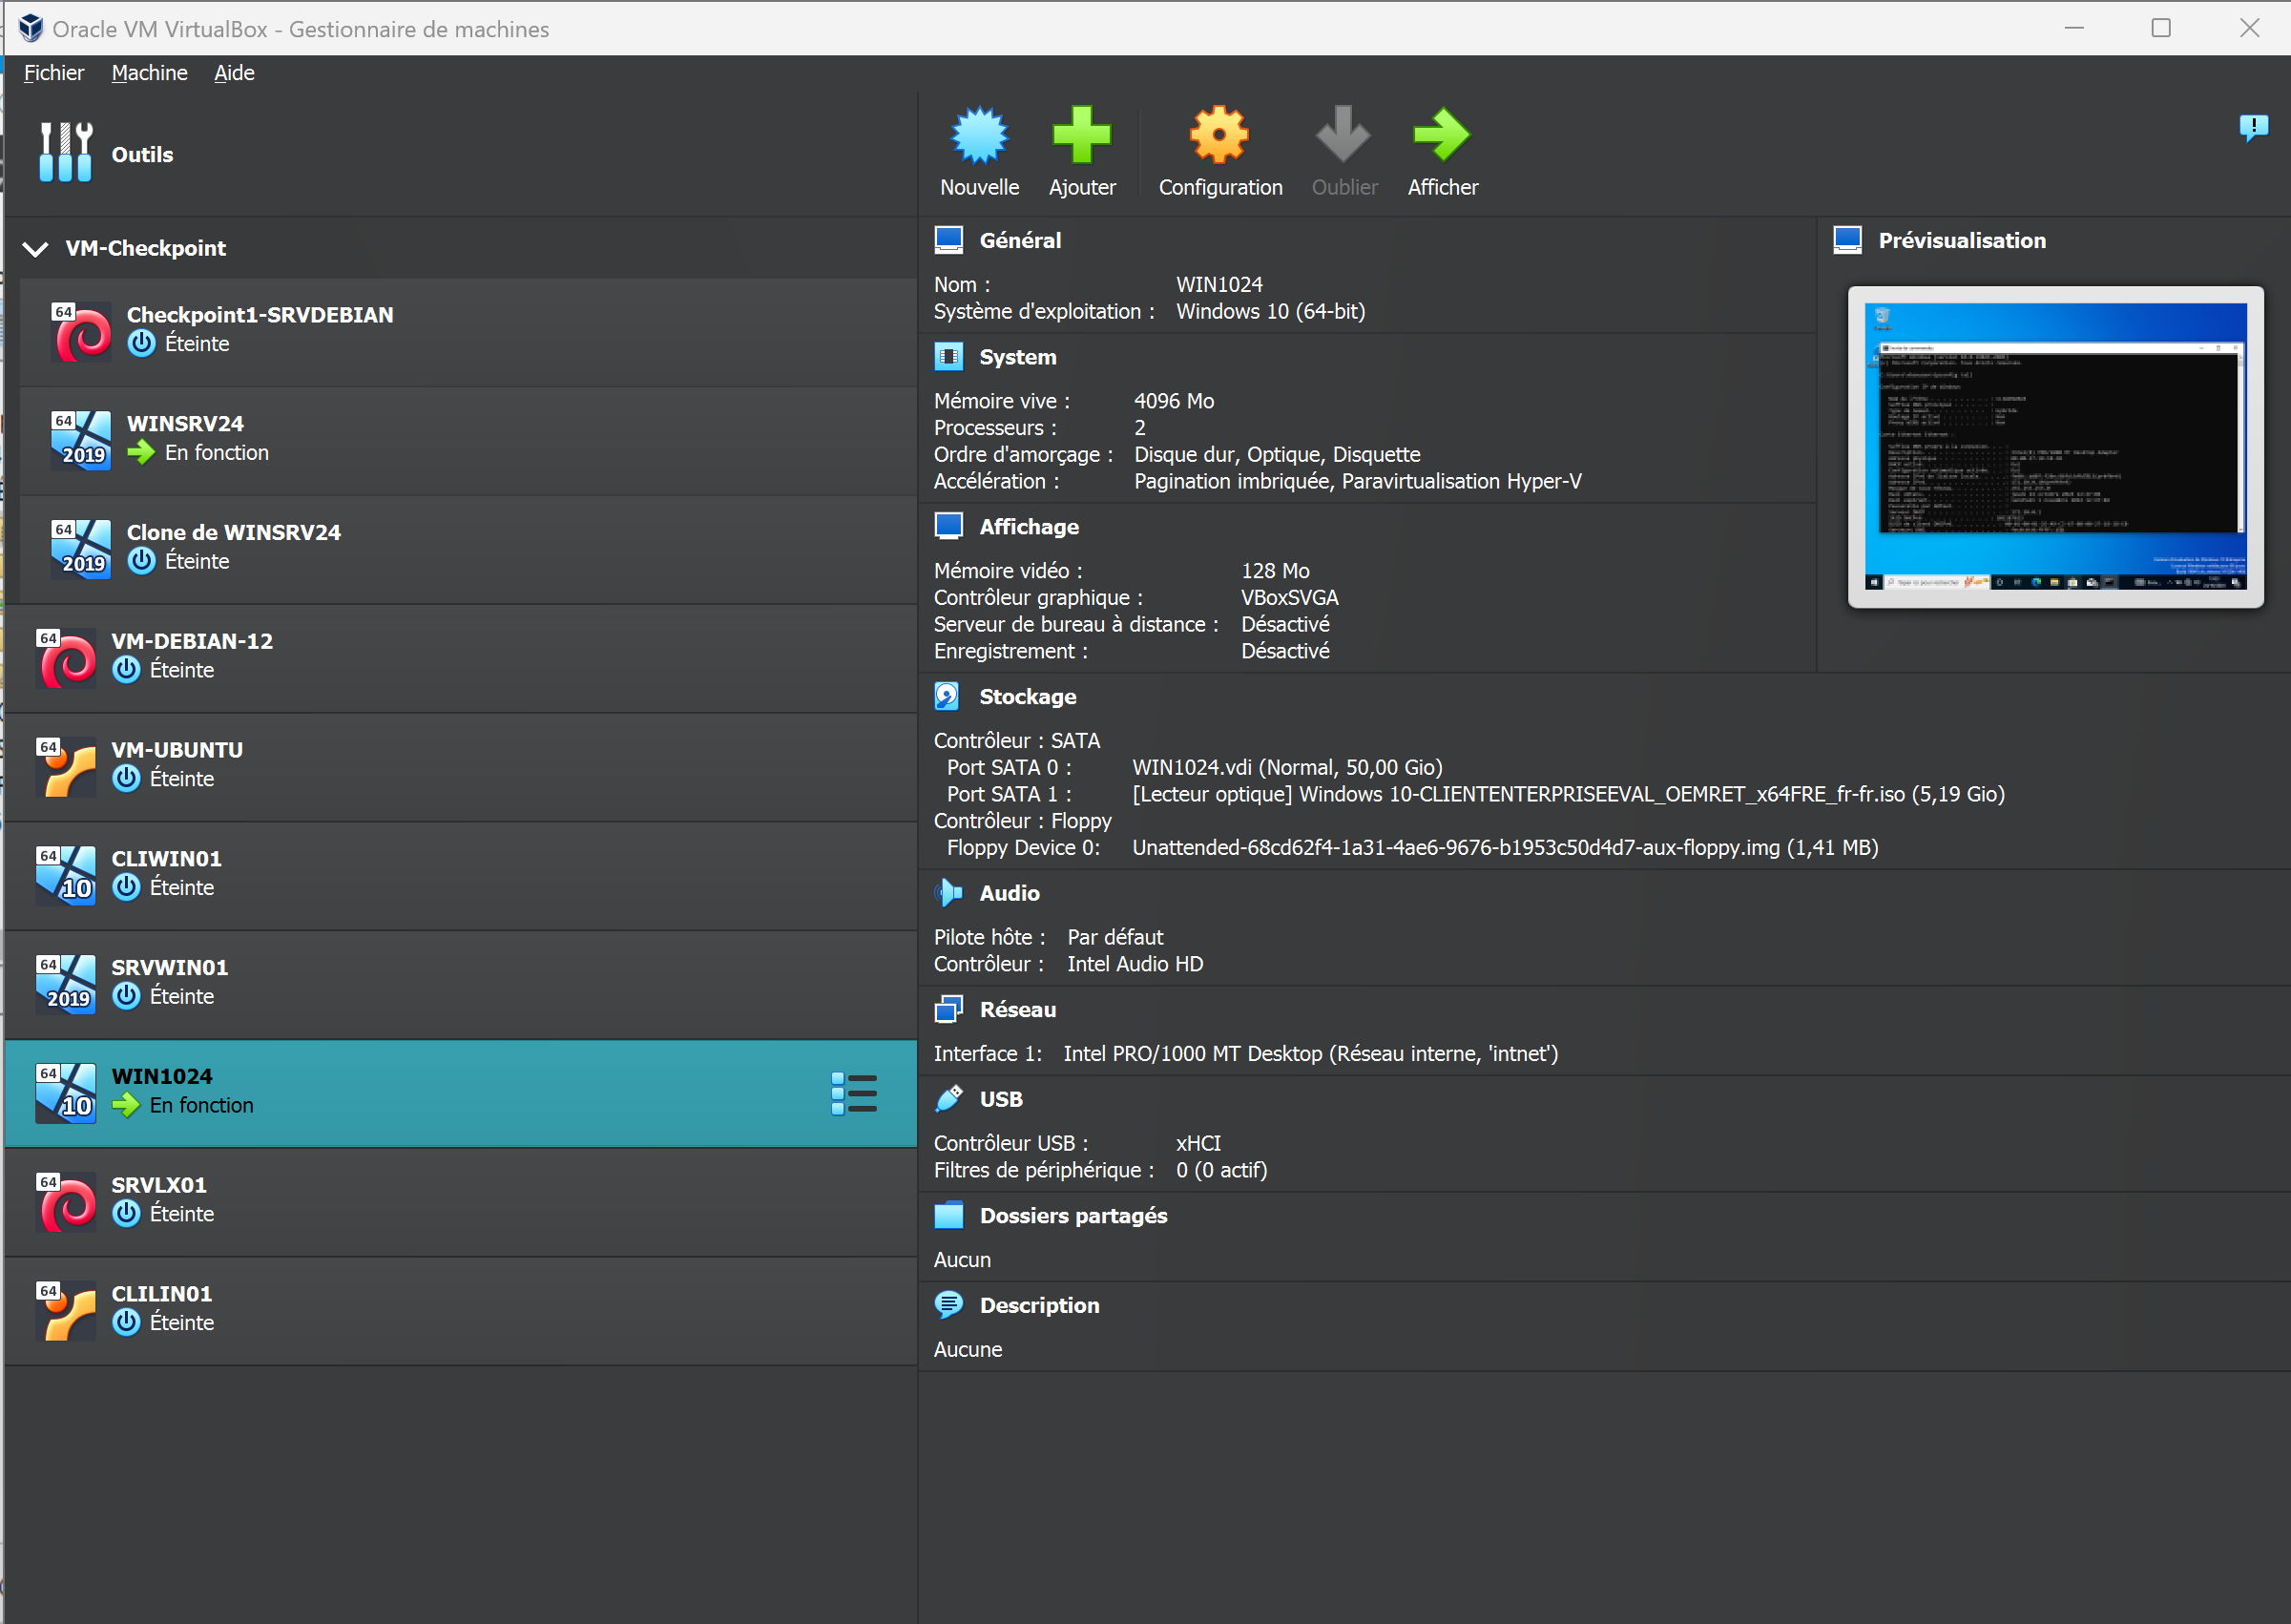 Oracle VM VirtualBox - Gestionnaire de machines
Fichier Machine Aide
Outils
Nouvelle
Ajouter
Configuration
Oublier
Afficher
VM-Checkpoint
64
Checkpoint1-SRVDEBIAN
Éteinte
64
2019
WINSRV24
En fonction
64
2019
Clone de WINSRV24
Éteinte
64
VM-DEBIAN-12
Éteinte
64
VM-UBUNTU
Éteinte
64
10
CLIWIN01
Éteinte
64
2019
SRVWIN01
Éteinte
64
10
WIN1024
En fonction
64
SRVLX01
Éteinte
64
CLILIN01
Éteinte
Général
Nom : WIN1024
Système d'exploitation : Windows 10 (64-bit)
System
Mémoire vive : 4096 Mo
Processeurs : 2
Ordre d'amorçage : Disque dur, Optique, Disquette
Accélération : Pagination imbriquée, Paravirtualisation Hyper-V
Affichage
Mémoire vidéo : 128 Mo
Contrôleur graphique : VBoxSVGA
Serveur de bureau à distance : Désactivé
Enregistrement : Désactivé
Prévisualisation
Stockage
Contrôleur : SATA
Port SATA 0 : WIN1024.vdi (Normal, 50,00 Gio)
Port SATA 1 : [Lecteur optique] Windows 10-CLIENTENTERPRISEEVAL_OEMRET_x64FRE_fr-fr.iso (5,19 Gio)
Contrôleur : Floppy
Floppy Device 0: Unattended-68cd62f4-1a31-4ae6-9676-b1953c50d4d7-aux-floppy.img (1,41 MB)
Audio
Pilote hôte : Par défaut
Contrôleur : Intel Audio HD
Réseau
Interface 1: Intel PRO/1000 MT Desktop (Réseau interne, 'intnet')
USB
Contrôleur USB : xHCI
Filtres de périphérique : 0 (0 actif)
Dossiers partagés
Aucun
Description
Aucune